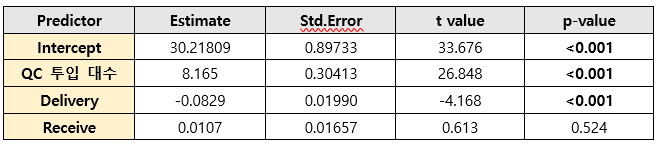 Predictor Estimate Std.Error t value p-value
Intercept 30.21809 0.89733 33.676 <0.001
QC 투입 대수 8.165 0.30413 26.848 <0.001
Delivery -0.0829 0.01990 -4.168 <0.001
Receive 0.0107 0.01657 0.613 0.524